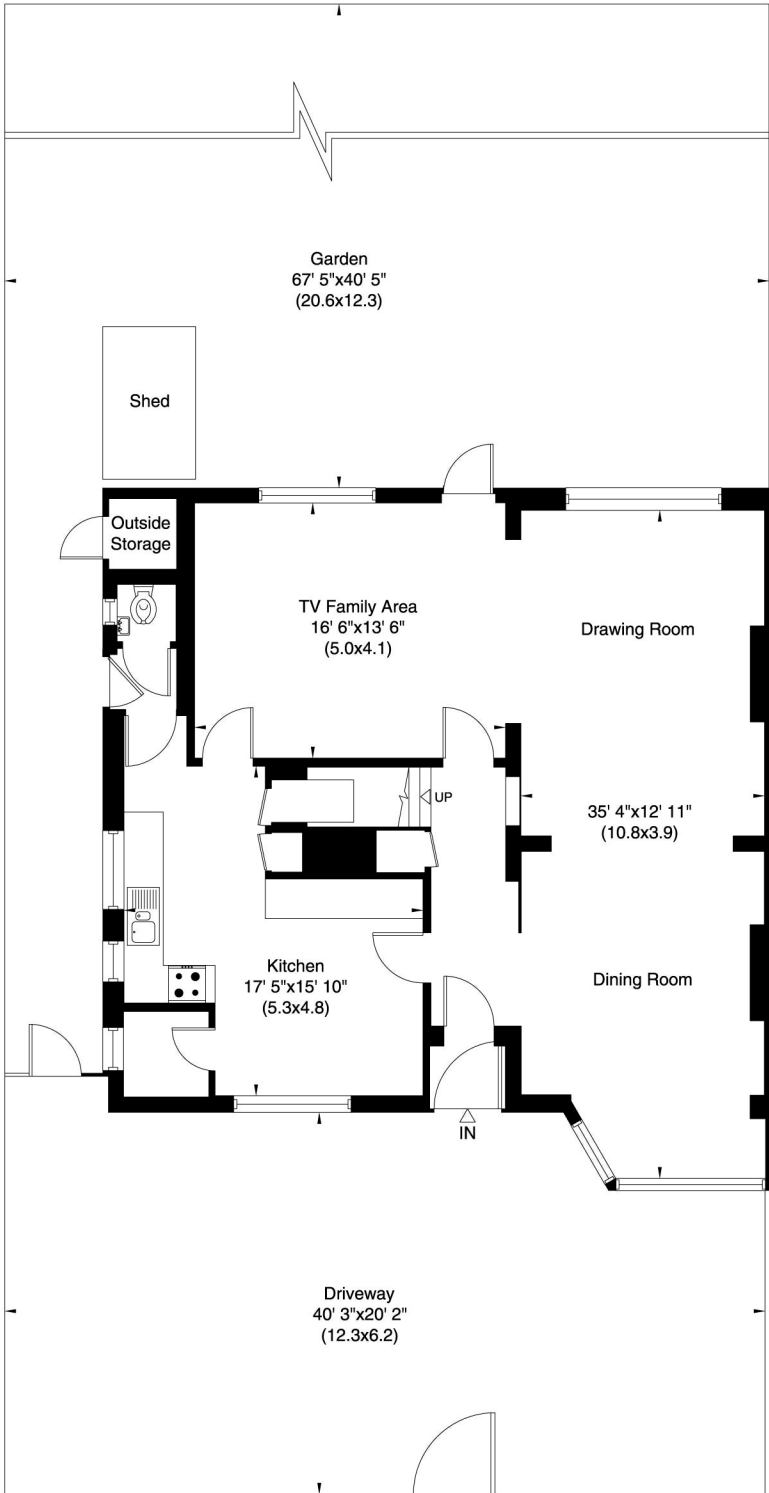 Garden
67' 5"x40' 5"
(20.6x12.3)
Shed
Outside
Storage
TV Family Area
16' 6"x13' 6"
(5.0x4.1)
Drawing Room
UP
35' 4"x12' 11"
(10.8x3.9)
Kitchen
17' 5"x15' 10"
(5.3x4.8)
Dining Room
IN
Driveway
40' 3"x20' 2"
(12.3x6.2)